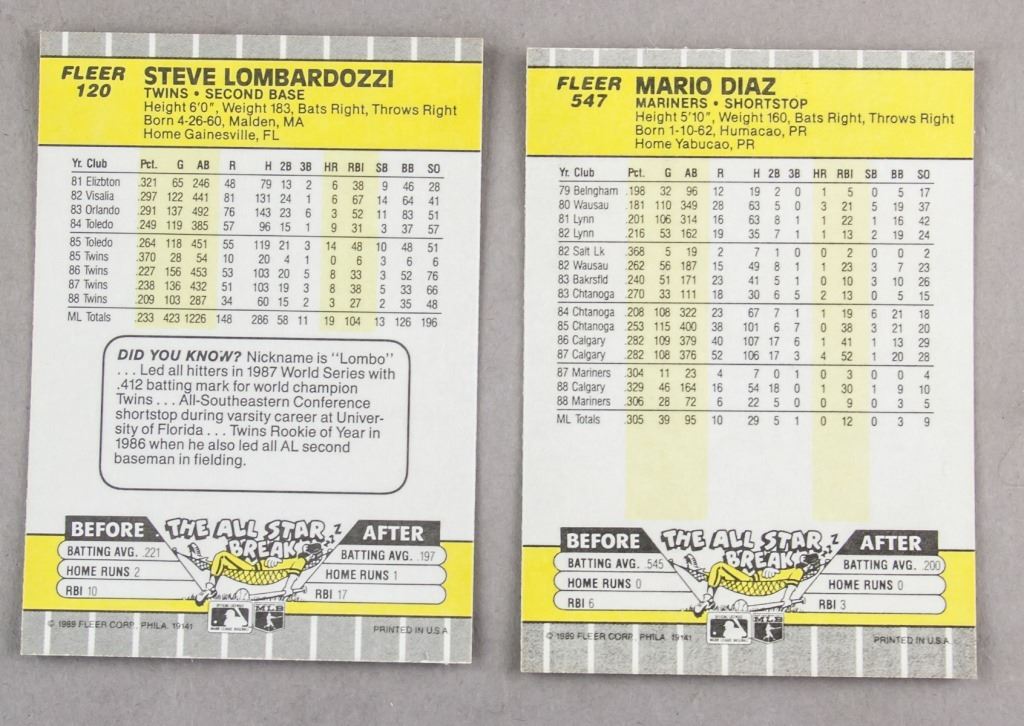 FLEER
120
STEVE LOMBARDOZZI
TWINS • SECOND BASE
Height 6'0", Weight 183, Bats Right, Throws Right
Born 4-26-60, Malden, MA
Home Gainesville, FL
Yr. Club Pct. G AB R H 2B 3B HR RBI SB BB SO
81 Elizbton .321 65 246 48 79 13 2 6 38 9 46 28
82 Visalia .297 122 441 81 131 24 1 6 67 14 64 41
83 Orlando .291 137 492 76 143 23 6 3 52 11 83 51
84 Toledo .249 119 385 57 96 15 1 9 31 3 37 57
85 Toledo .264 118 451 55 119 21 3 14 48 10 48 51
85 Twins .370 28 54 10 20 4 1 0 6 3 6 6
86 Twins .227 156 453 53 103 20 5 8 33 3 52 76
87 Twins .238 136 432 51 103 19 3 8 38 5 33 66
88 Twins .209 103 287 34 60 15 2 3 27 2 35 48
ML Totals .233 423 1226 148 286 58 11 19 104 13 126 196
DID YOU KNOW? Nickname is "Lombo"
. . . Led all hitters in 1987 World Series with
.412 batting mark for world champion
Twins . . . All-Southeastern Conference
shortstop during varsity career at Univer-
sity of Florida . . . Twins Rookie of Year in
1986 when he also led all AL second
baseman in fielding.
BEFORE THE ALL STAR BREAK AFTER
BATTING AVG. .221 BATTING AVG. .197
HOME RUNS 2 HOME RUNS 1
RBI 10 RBI 17
MLB
© 1989 FLEER CORP. PHILA. 19141 PRINTED IN U.S.A.
FLEER
547
MARIO DIAZ
MARINERS • SHORTSTOP
Height 5'10", Weight 160, Bats Right, Throws Right
Born 1-10-62, Humacao, PR
Home Yabucao, PR
Yr. Club Pct. G AB R H 2B 3B HR RBI SB BB SO
79 Belngham .198 32 96 12 19 2 0 1 5 0 5 17
80 Wausau .181 110 349 28 63 5 0 3 21 5 19 37
81 Lynn .201 106 314 16 63 8 1 1 22 1 16 42
82 Lynn .216 53 162 19 35 7 1 1 13 2 19 24
82 Salt Lk .368 5 19 2 7 1 0 0 2 0 0 2
82 Wausau .262 56 187 15 49 8 1 1 23 3 7 23
83 Bakrsfld .240 51 171 23 41 5 1 0 10 3 10 26
83 Chtanoga .270 33 111 18 30 6 5 2 13 0 5 15
84 Chtanoga .208 108 322 23 67 7 1 1 19 6 21 18
85 Chtanoga .253 115 400 38 101 6 7 0 38 3 21 20
86 Calgary .282 109 379 40 107 17 6 1 41 1 13 29
87 Calgary .282 108 376 52 106 17 3 4 52 1 20 28
87 Mariners .304 11 23 4 7 0 1 0 3 0 0 4
88 Calgary .329 46 164 16 54 18 0 1 30 1 9 10
88 Mariners .306 28 72 6 22 5 0 0 9 0 3 5
ML Totals .305 39 95 10 29 5 1 0 12 0 3 9
BEFORE THE ALL STAR BREAK AFTER
BATTING AVG. .545 BATTING AVG. .200
HOME RUNS 0 HOME RUNS 0
RBI 6 RBI 3
MLB
© 1989 FLEER CORP. PHILA. 19141 PRINTED IN U.S.A.